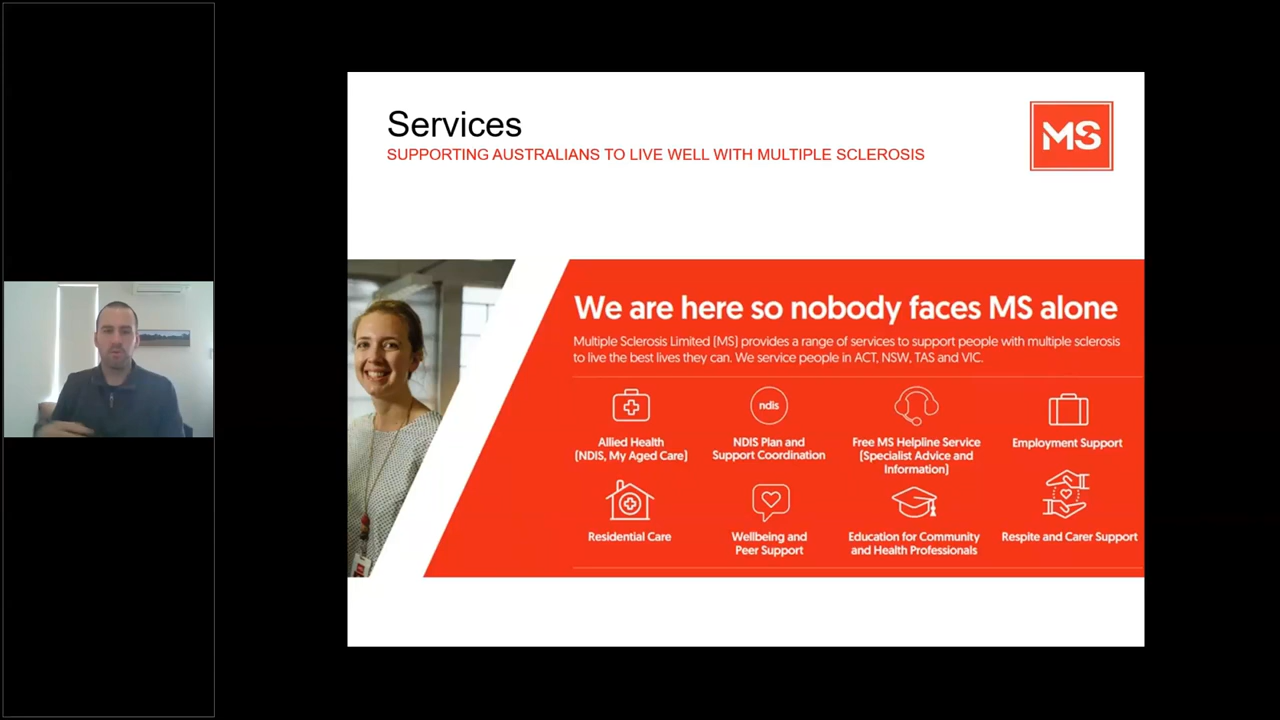 Services
SUPPORTING AUSTRALIANS TO LIVE WELL WITH MULTIPLE SCLEROSIS
MS
We are here so nobody faces MS alone
Multiple Sclerosis Limited (MS) provides a range of services to support people with multiple sclerosis
to live the best lives they can. We service people in ACT, NSW, TAS and VIC.
Allied Health
(NDIS, My Aged Care)
ndis
NDIS Plan and
Support Coordination
Free MS Helpline Service
(Specialist Advice and
Information)
Employment Support
Residential Care
Wellbeing and
Peer Support
Education for Community
and Health Professionals
Respite and Carer Support